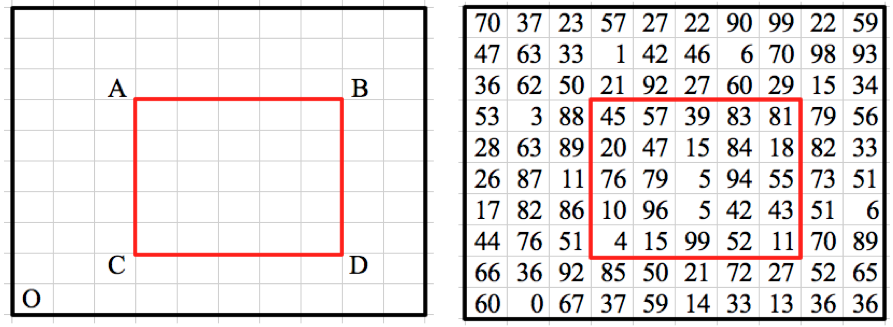 A B
C D
O
70 37 23 57 27 22 90 99 22 59
47 63 33 1 42 46 6 70 98 93
36 62 50 21 92 27 60 29 15 34
53 3 88 45 57 39 83 81 79 56
28 63 89 20 47 15 84 18 82 33
26 87 11 76 79 5 94 55 73 51
17 82 86 10 96 5 42 43 51 6
44 76 51 4 15 99 52 11 70 89
66 36 92 85 50 21 72 27 52 65
60 0 67 37 59 14 33 13 36 36